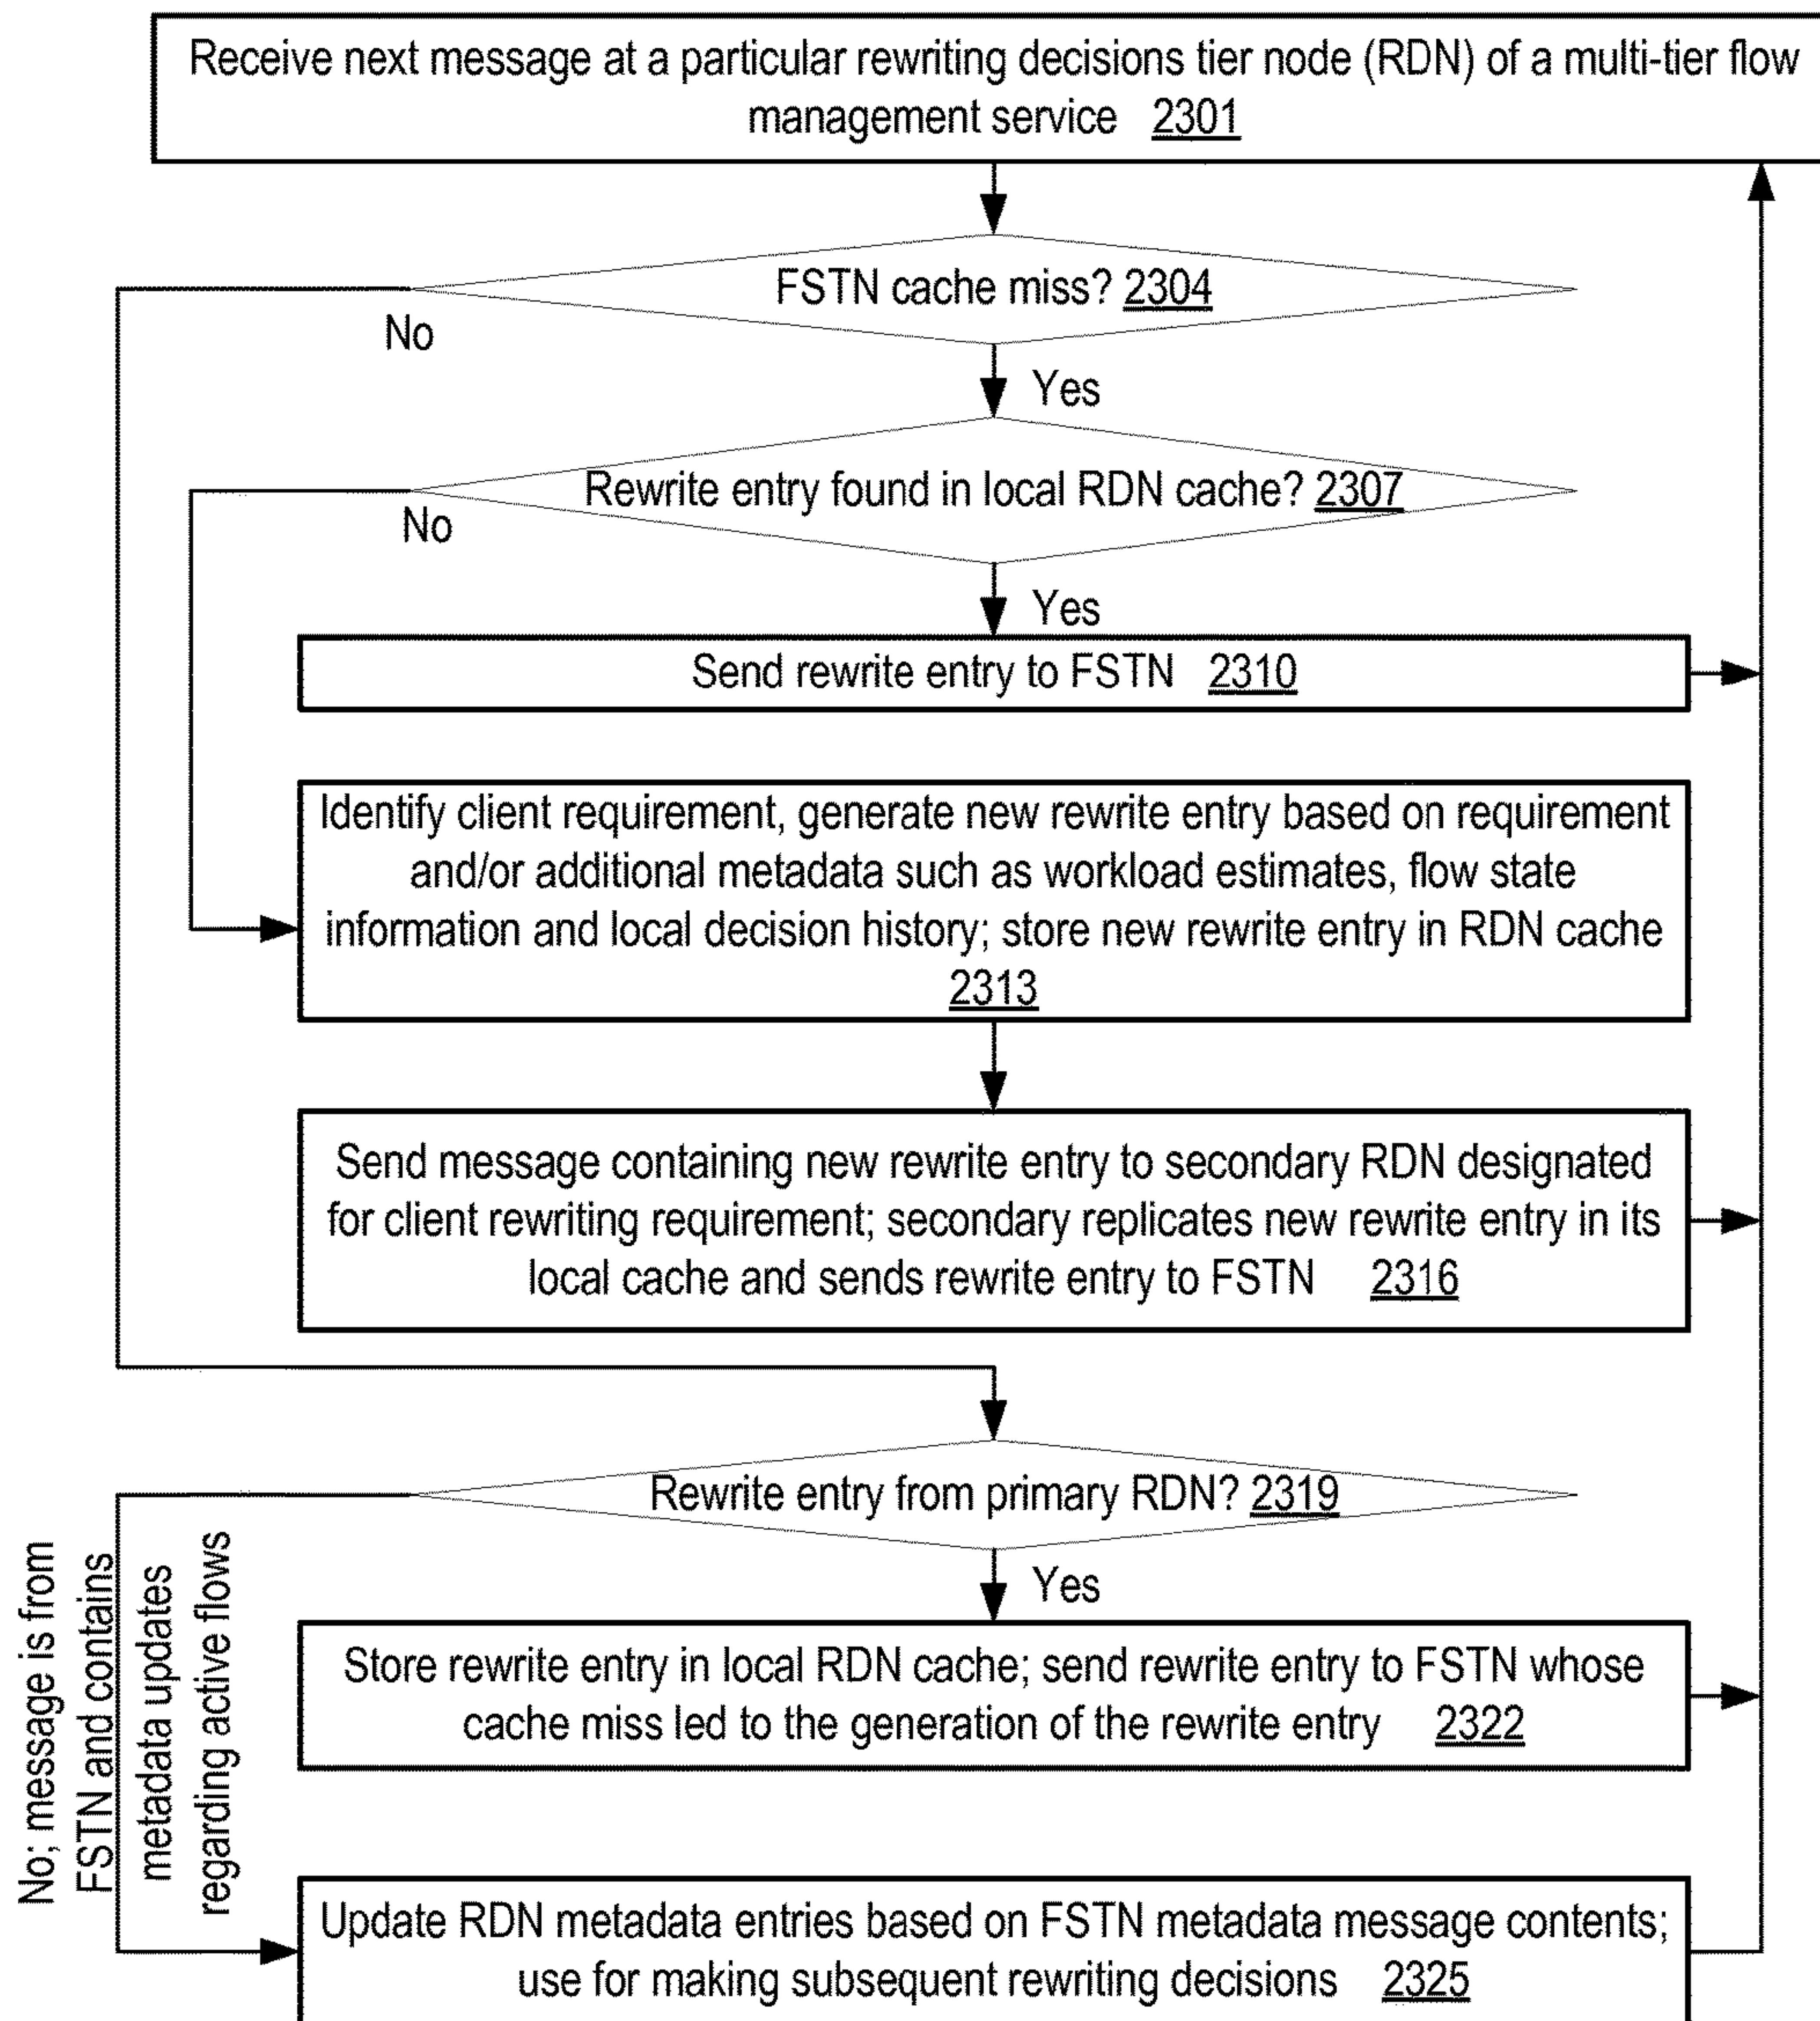 Receive next message at a particular rewriting decisions tier node (RDN) of a multi-tier flow
management service 2301
FSTN cache miss? 2304
No
Yes
Rewrite entry found in local RDN cache? 2307
No
Yes
Send rewrite entry to FSTN 2310
Identify client requirement, generate new rewrite entry based on requirement
and/or additional metadata such as workload estimates, flow state
information and local decision history; store new rewrite entry in RDN cache
2313
Send message containing new rewrite entry to secondary RDN designated
for client rewriting requirement; secondary replicates new rewrite entry in its
local cache and sends rewrite entry to FSTN 2316
Rewrite entry from primary RDN? 2319
No; message is from
FSTN and contains
metadata updates
regarding active flows
Yes
Store rewrite entry in local RDN cache; send rewrite entry to FSTN whose
cache miss led to the generation of the rewrite entry 2322
Update RDN metadata entries based on FSTN metadata message contents;
use for making subsequent rewriting decisions 2325